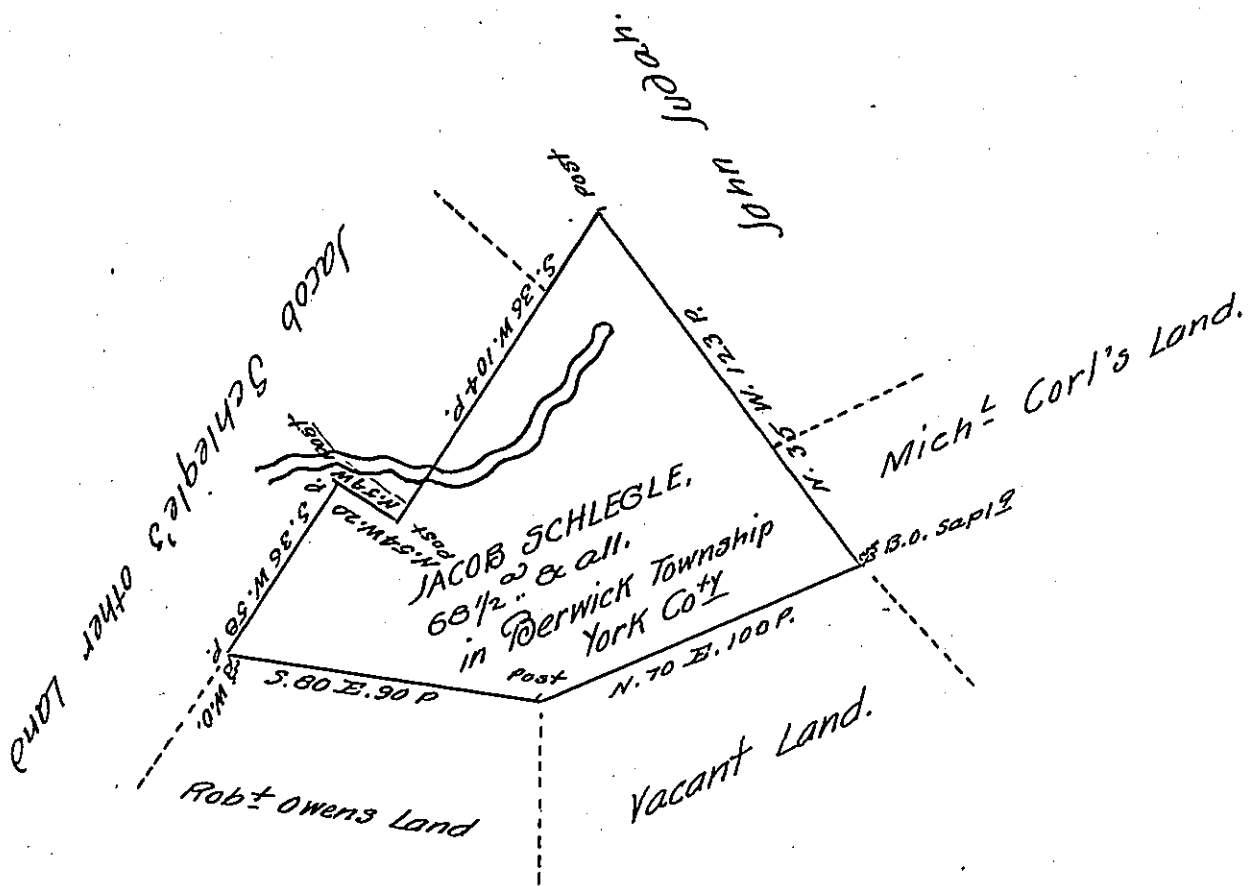 John Judah.
Post
S. 36 W. 104 P.
N. 35 W. 123 P.
Jacob Schlegle's other Land
Mich^L Corl's Land.
Post
N. 54 W.
N. 54 W. 20 P.
Post
S. 36 W. 58 P.
JACOB SCHLEGLE.
68 1/2 a & all.
in Berwick Township
York Co^ty
B.O. Sapl^g
W.O.
S. 80 E. 90 P
Post
N. 70 E. 100 P.
Rob^t Owens Land
Vacant Land.